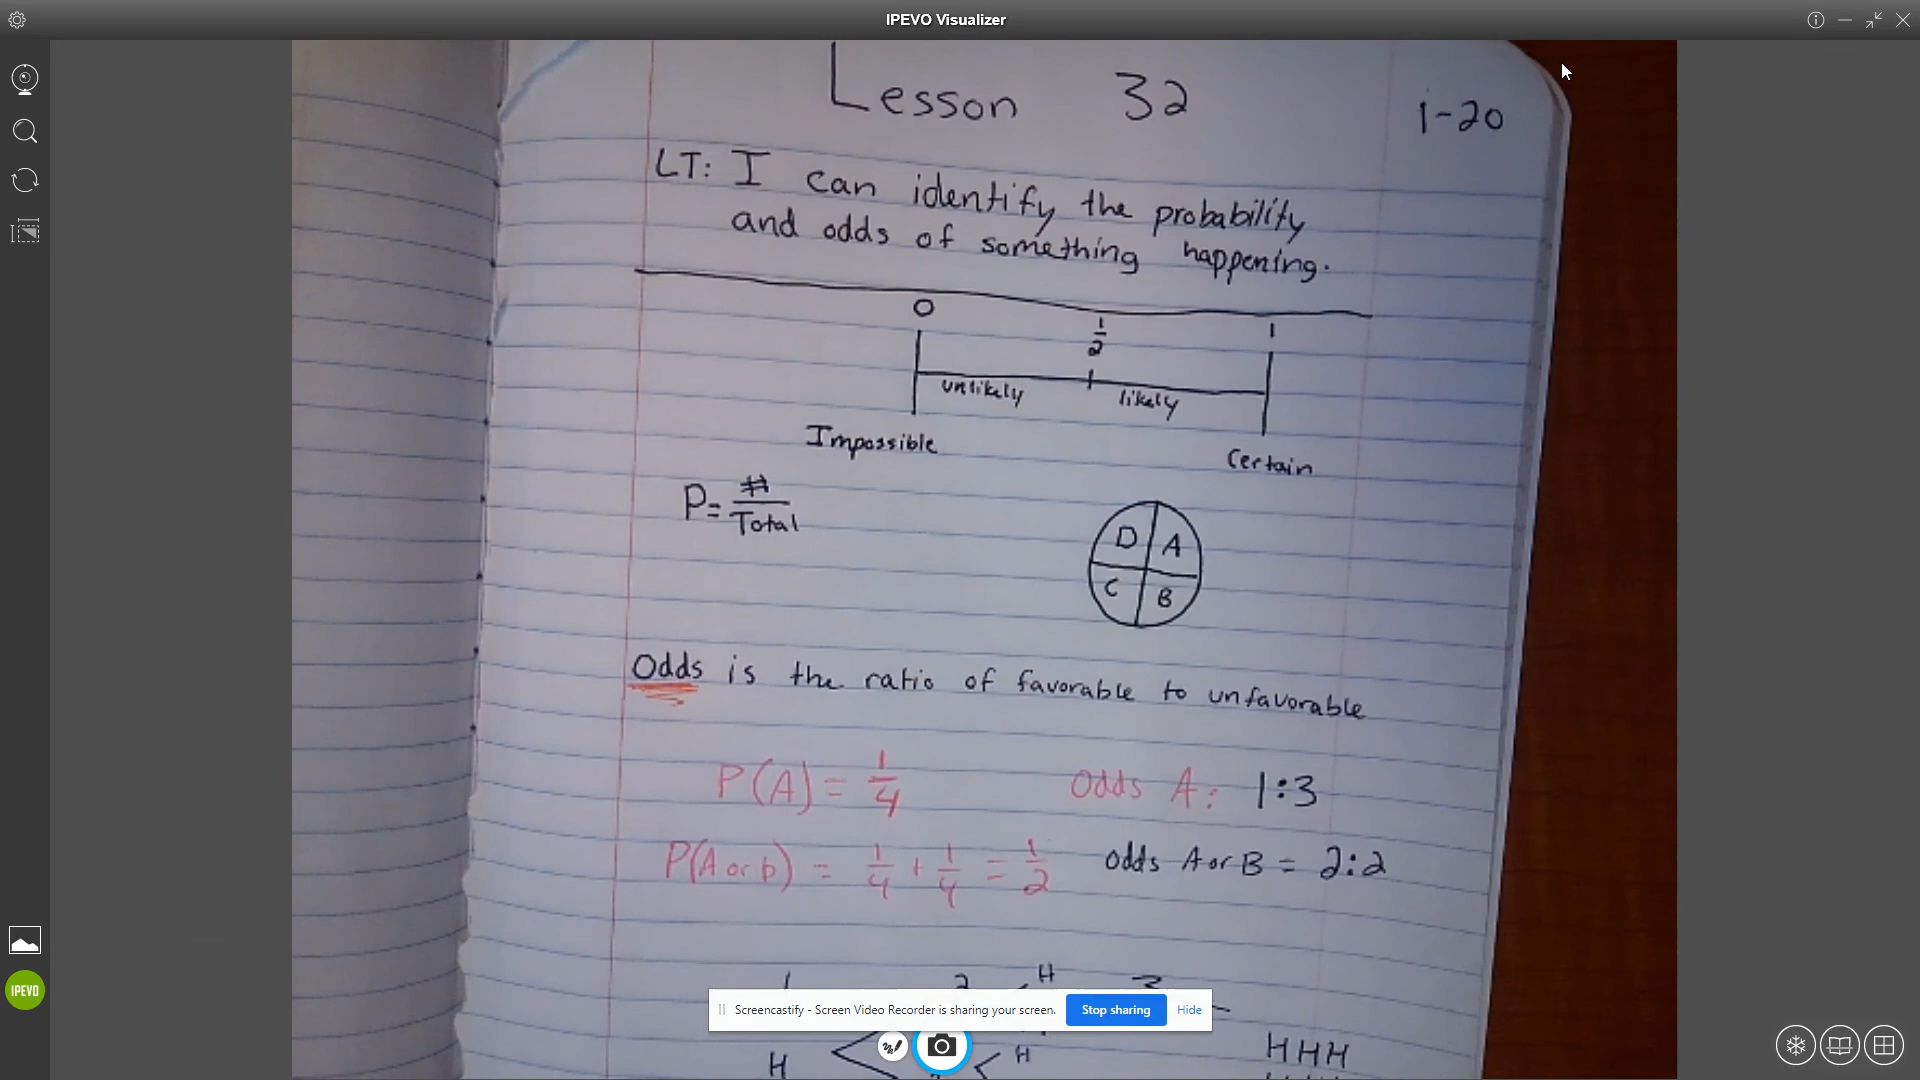 IPEVO Visualizer
Lesson 32 1-20
LT: I can identify the probability
and odds of something happening.
0 1/2 1
unlikely likely
Impossible Certain
P= #/Total
D A
C B
Odds is the ratio of favorable to unfavorable
P(A) = 1/4 Odds A: 1:3
P(A or b) = 1/4 + 1/4 = 1/2 Odds A or B = 2:2
1 2 H 3
Screencastify - Screen Video Recorder is sharing your screen. Stop sharing Hide
H H HHH
IPEVO